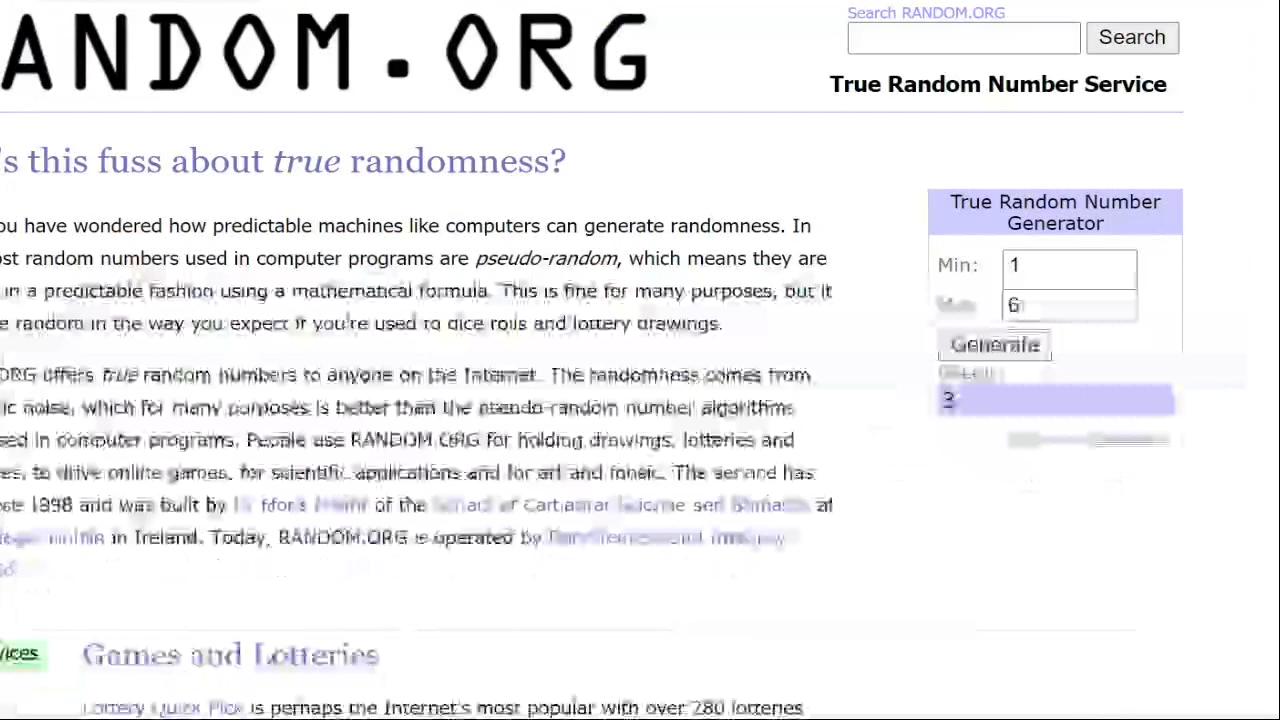 ANDOM.ORG
Search RANDOM.ORG
Search
True Random Number Service
's this fuss about true randomness?
ou have wondered how predictable machines like computers can generate randomness. In
ost random numbers used in computer programs are pseudo-random, which means they are
in a predictable fashion using a mathematical formula. This is fine for many purposes, but it
e random in the way you expect if you're used to dice rolls and lottery drawings.
ORG offers true random numbers to anyone on the Internet. The randomness comes from
ic noise, which for many purposes is better than the pseudo-random number algorithms
sed in computer programs. People use RANDOM.ORG for holding drawings, lotteries and
es, to drive online games, for scientific applications and for art and music. The service has
1998 and was built by of the at
in Ireland. Today, RANDOM.ORG is operated by
True Random Number
Generator
Min: 1
6
Generate
3
vices
Games and Lotteries
Lottery Quick Pick is perhaps the Internet's most popular with over 280 lotteries